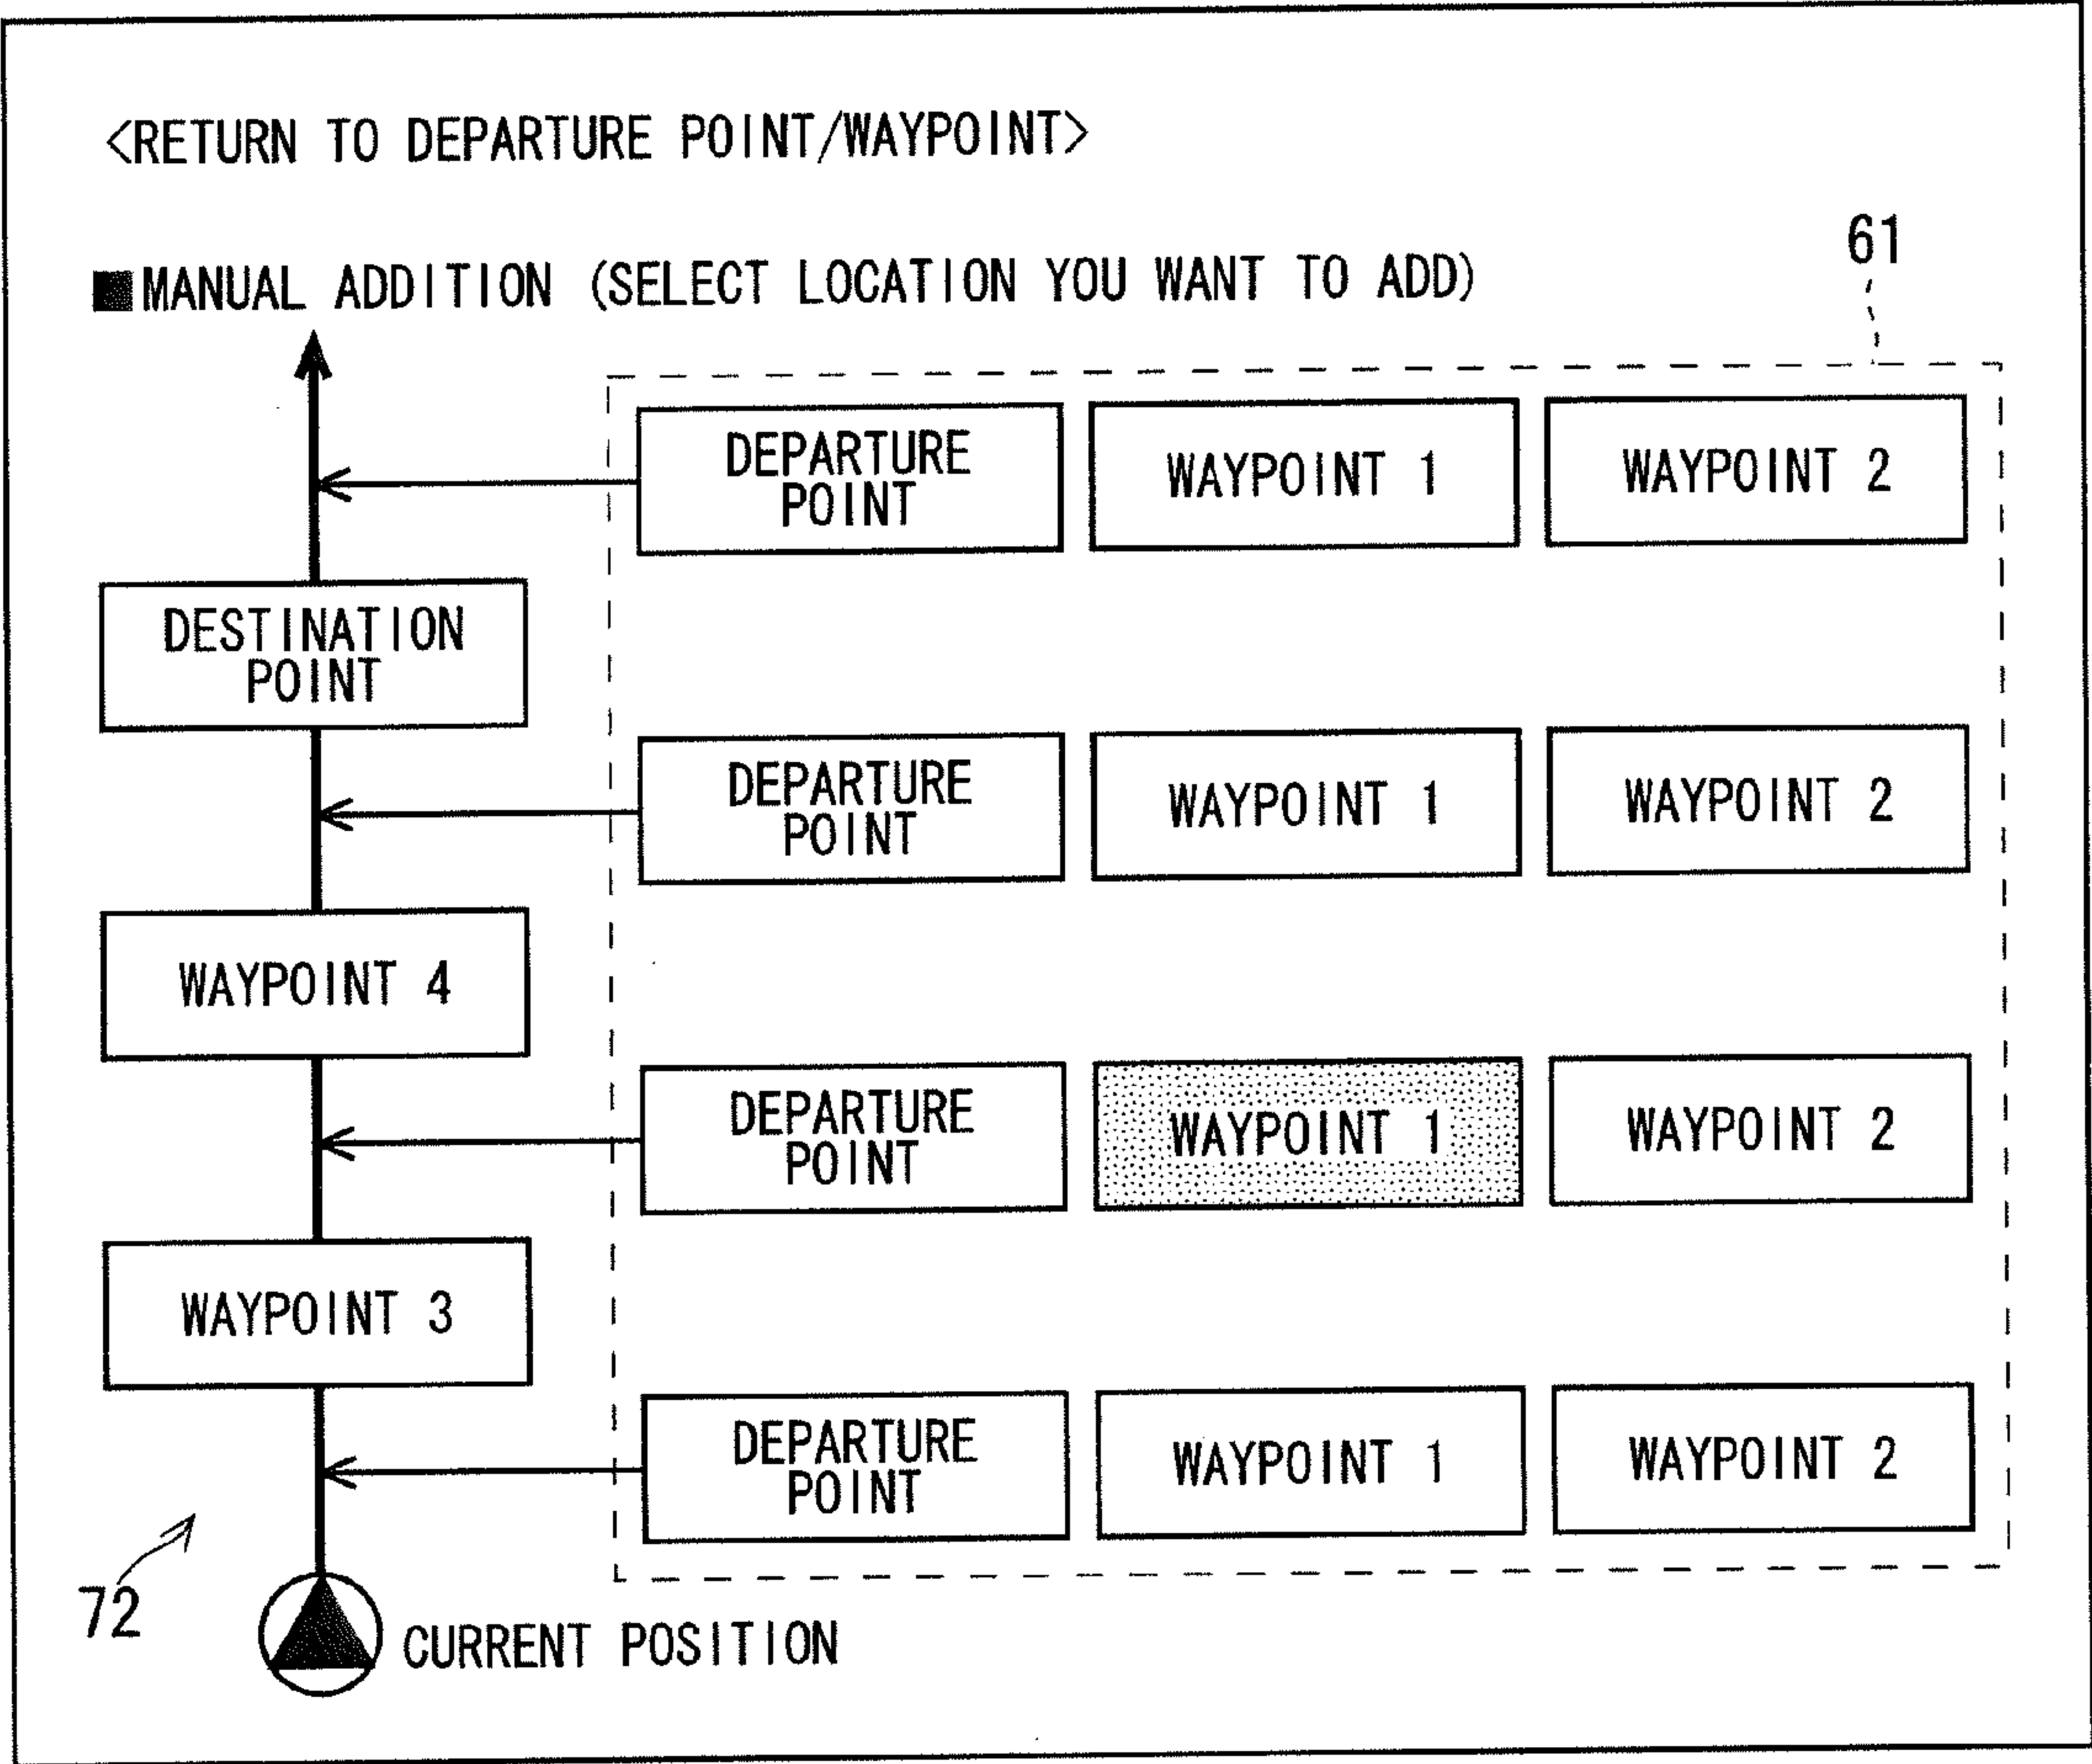 <RETURN TO DEPARTURE POINT/WAYPOINT>
61
■MANUAL ADDITION (SELECT LOCATION YOU WANT TO ADD)
DEPARTURE
POINT
WAYPOINT 1
WAYPOINT 2
DESTINATION
POINT
DEPARTURE
POINT
WAYPOINT 1
WAYPOINT 2
WAYPOINT 4
DEPARTURE
POINT
WAYPOINT 1
WAYPOINT 2
WAYPOINT 3
DEPARTURE
POINT
WAYPOINT 1
WAYPOINT 2
72
CURRENT POSITION